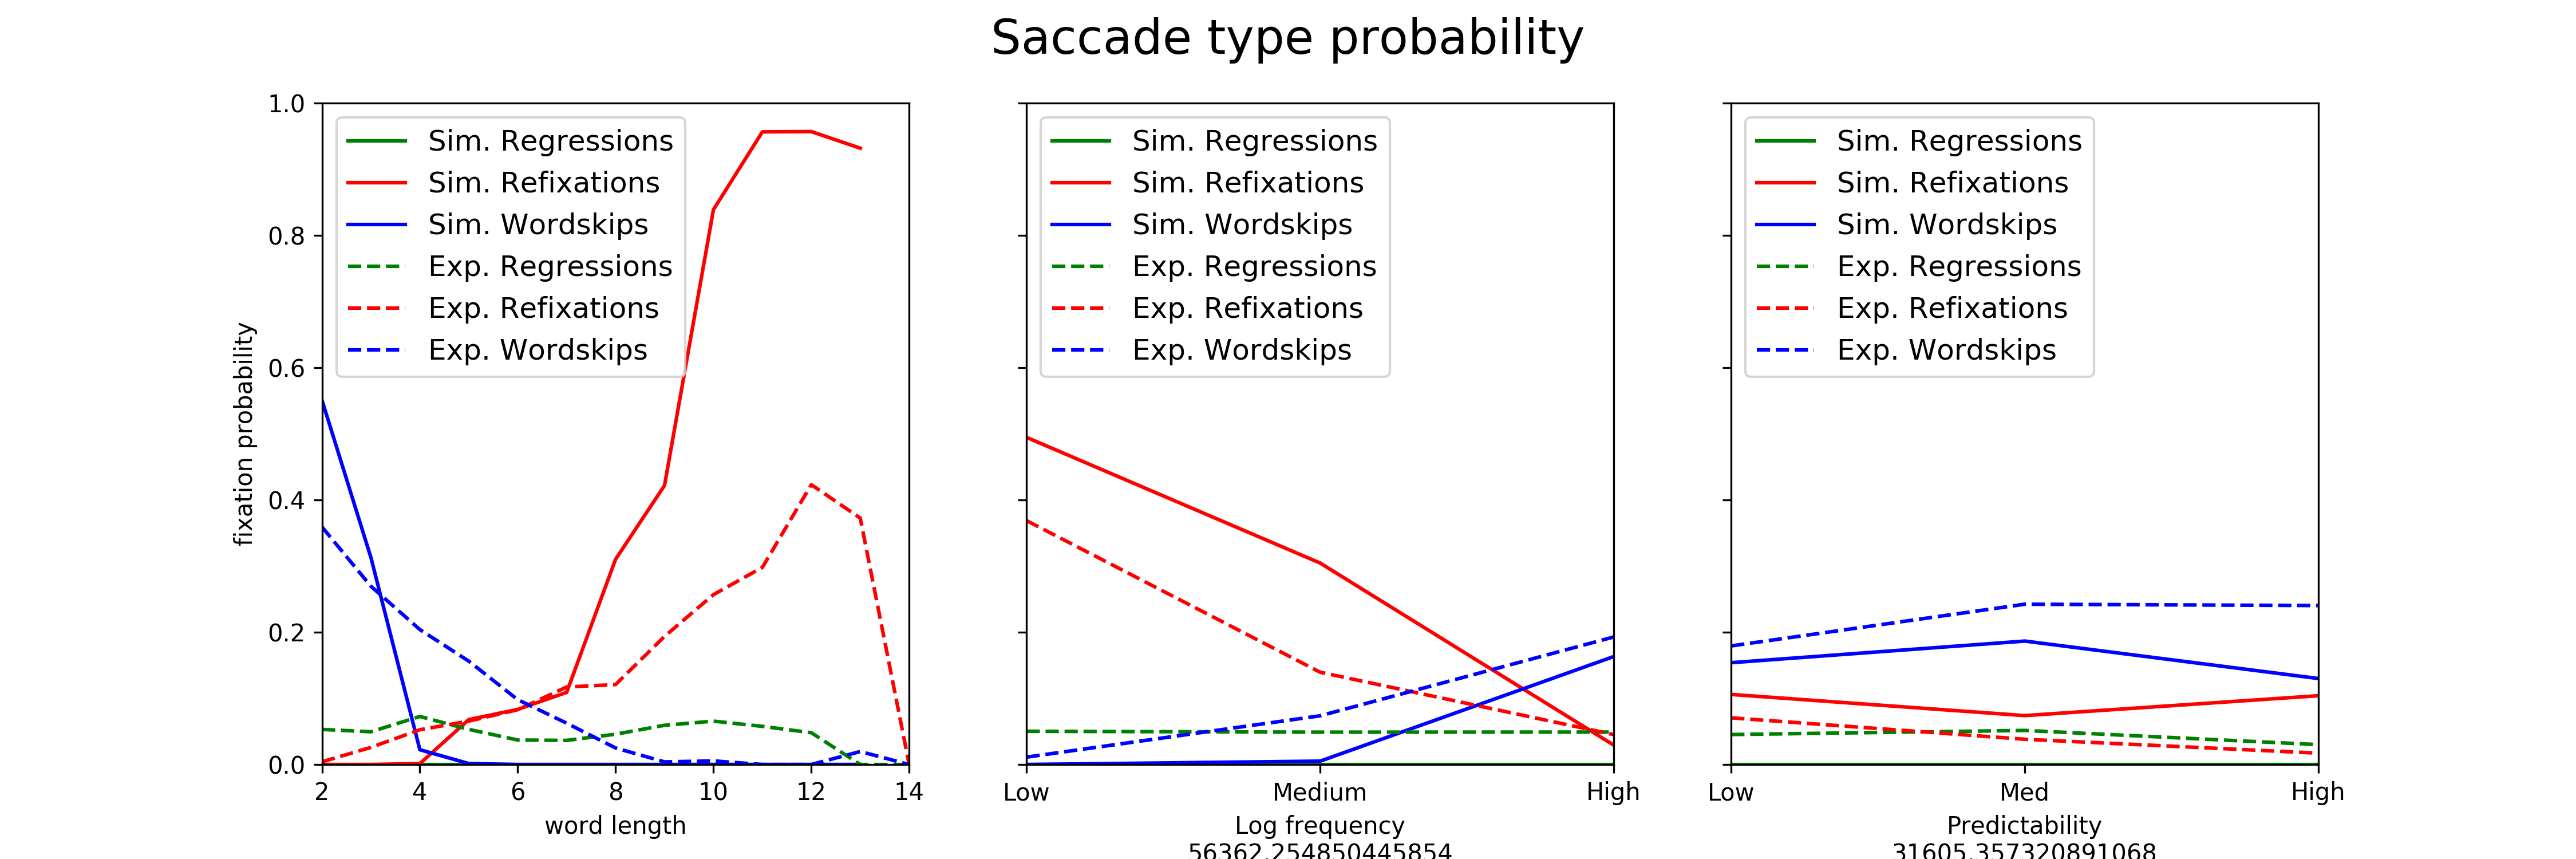 Saccade type probability
1.0
0.8
0.6
0.4
0.2
0.0
fixation probability
Sim. Regressions
Sim. Refixations
Sim. Wordskips
Exp. Regressions
Exp. Refixations
Exp. Wordskips
2 4 6 8 10 12 14
word length
Sim. Regressions
Sim. Refixations
Sim. Wordskips
Exp. Regressions
Exp. Refixations
Exp. Wordskips
Low Medium High
Log frequency
56362.254850445854
Sim. Regressions
Sim. Refixations
Sim. Wordskips
Exp. Regressions
Exp. Refixations
Exp. Wordskips
Low Med High
Predictability
31605.357320891068